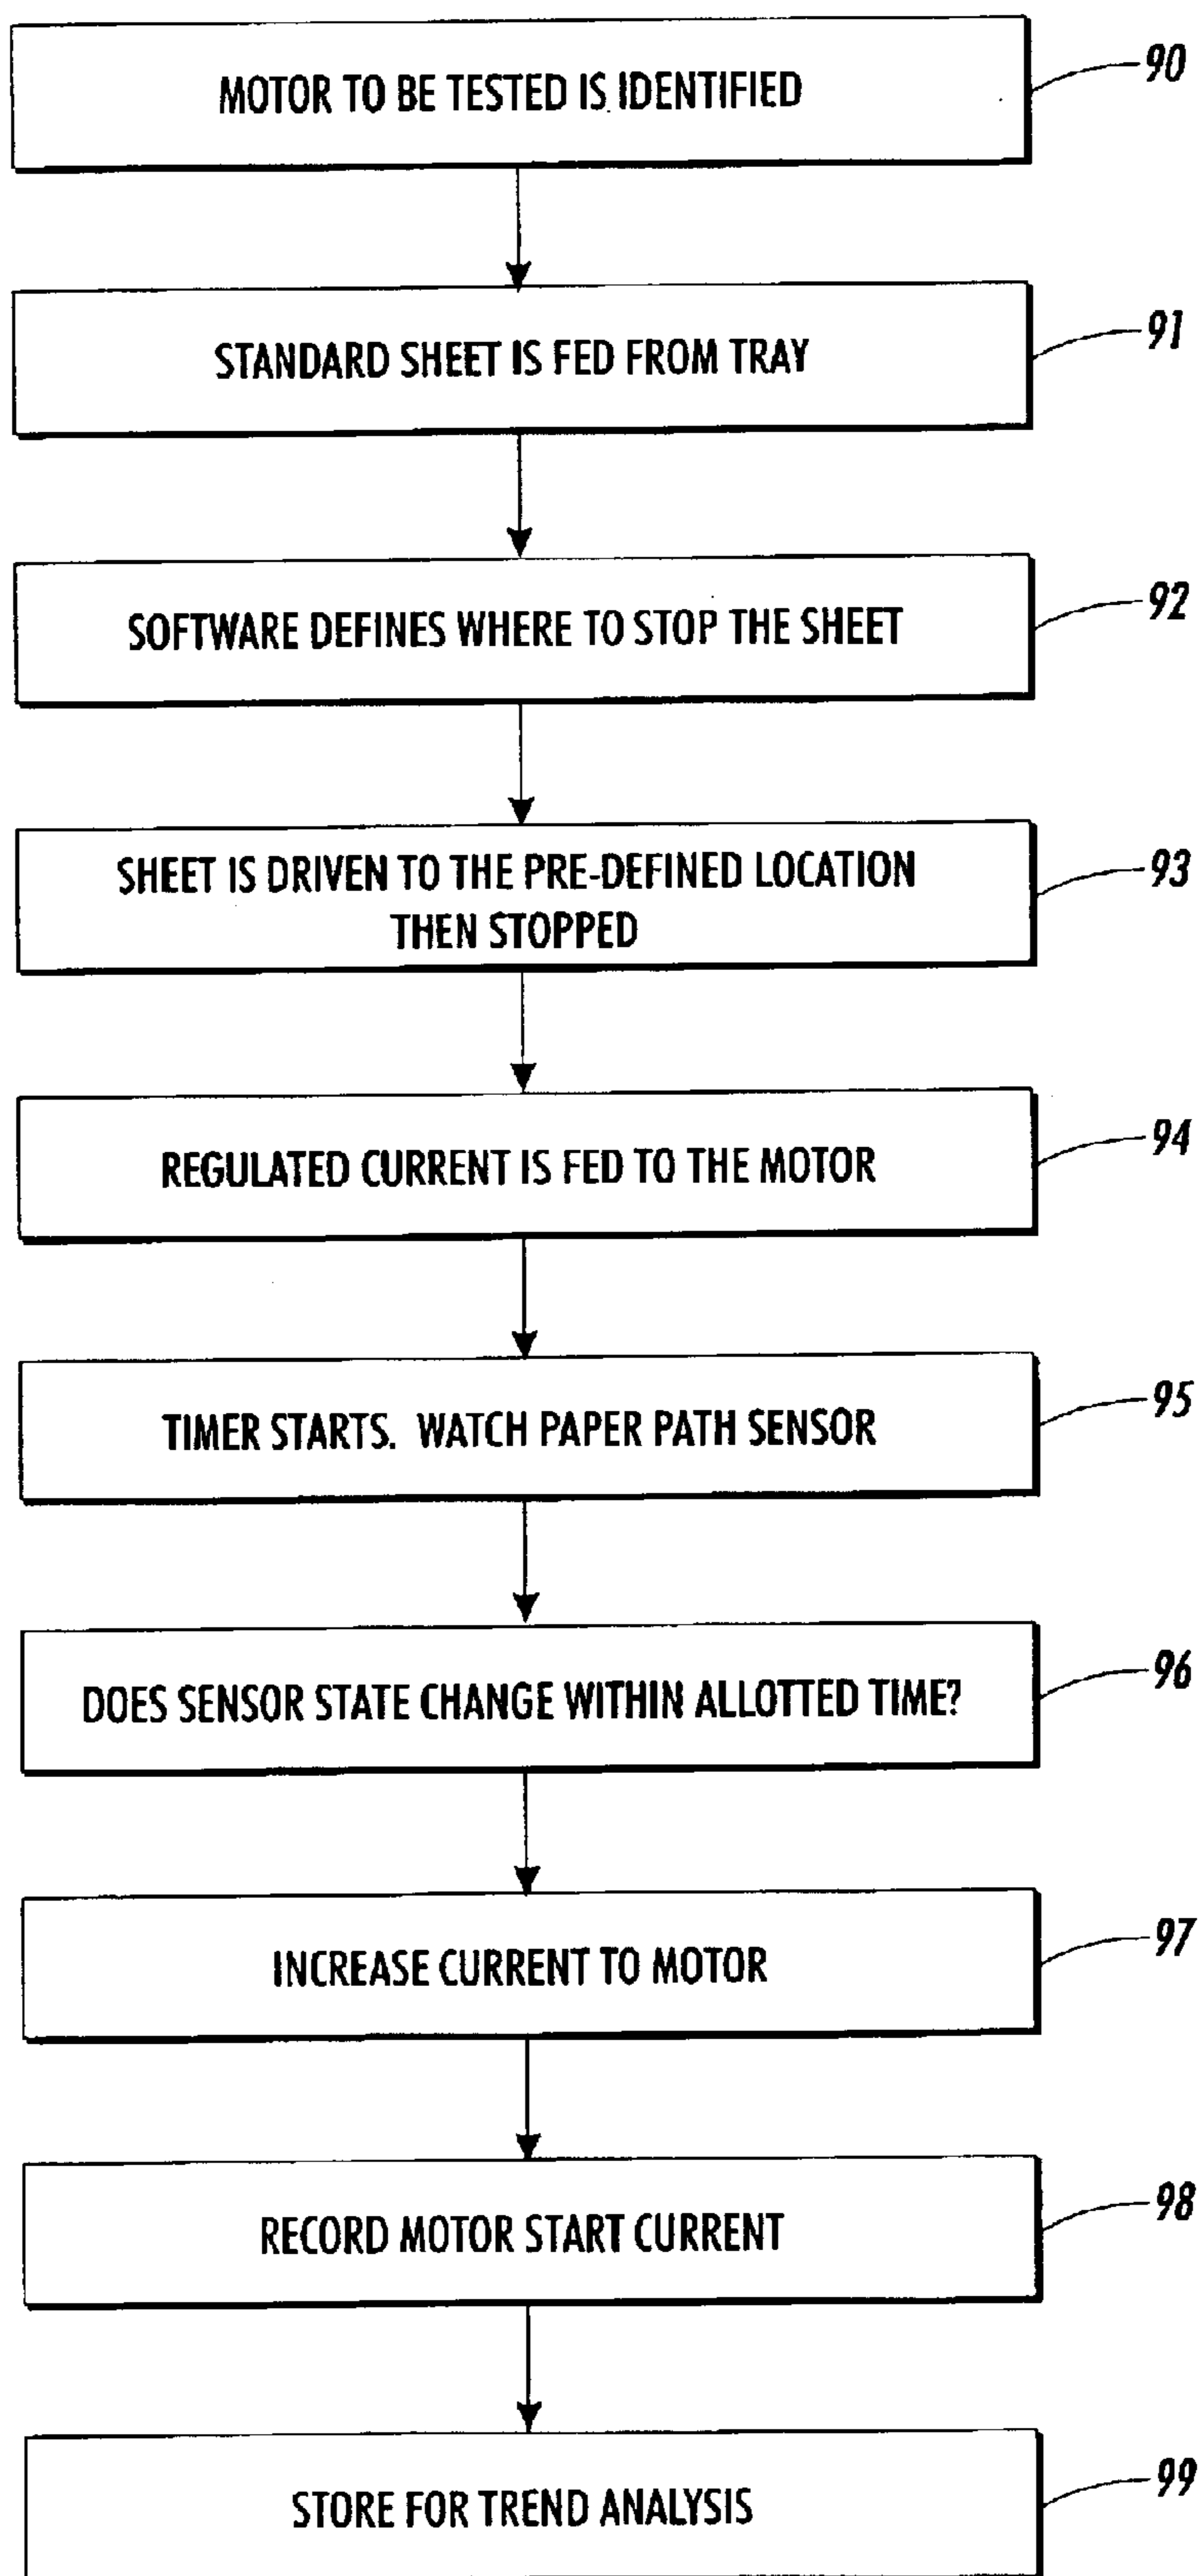 MOTOR TO BE TESTED IS IDENTIFIED
90
STANDARD SHEET IS FED FROM TRAY
91
SOFTWARE DEFINES WHERE TO STOP THE SHEET
92
SHEET IS DRIVEN TO THE PRE-DEFINED LOCATION
THEN STOPPED
93
REGULATED CURRENT IS FED TO THE MOTOR
94
TIMER STARTS. WATCH PAPER PATH SENSOR
95
DOES SENSOR STATE CHANGE WITHIN ALLOTTED TIME?
96
INCREASE CURRENT TO MOTOR
97
RECORD MOTOR START CURRENT
98
STORE FOR TREND ANALYSIS
99